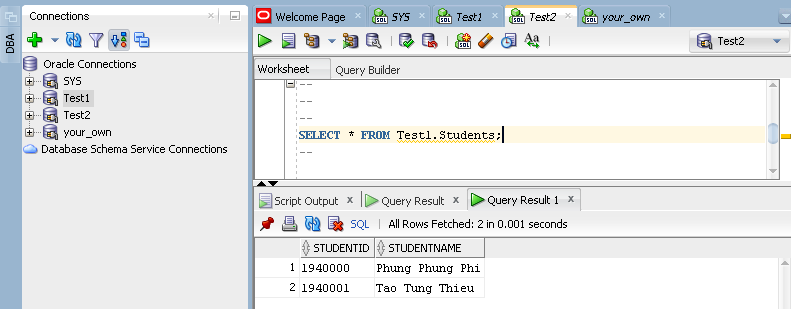 DBA
Connections
Oracle Connections
SYS
Test1
Test2
your_own
Database Schema Service Connections
Welcome Page
SYS
Test1
Test2
your_own
Aa
Test2
Worksheet
Query Builder
--
--
--
SELECT * FROM Test1.Students;
--
Script Output
Query Result
Query Result 1
SQL
All Rows Fetched: 2 in 0.001 seconds
STUDENTID STUDENTNAME
1 1940000 Phung Phung Phi
2 1940001 Tao Tung Thieu